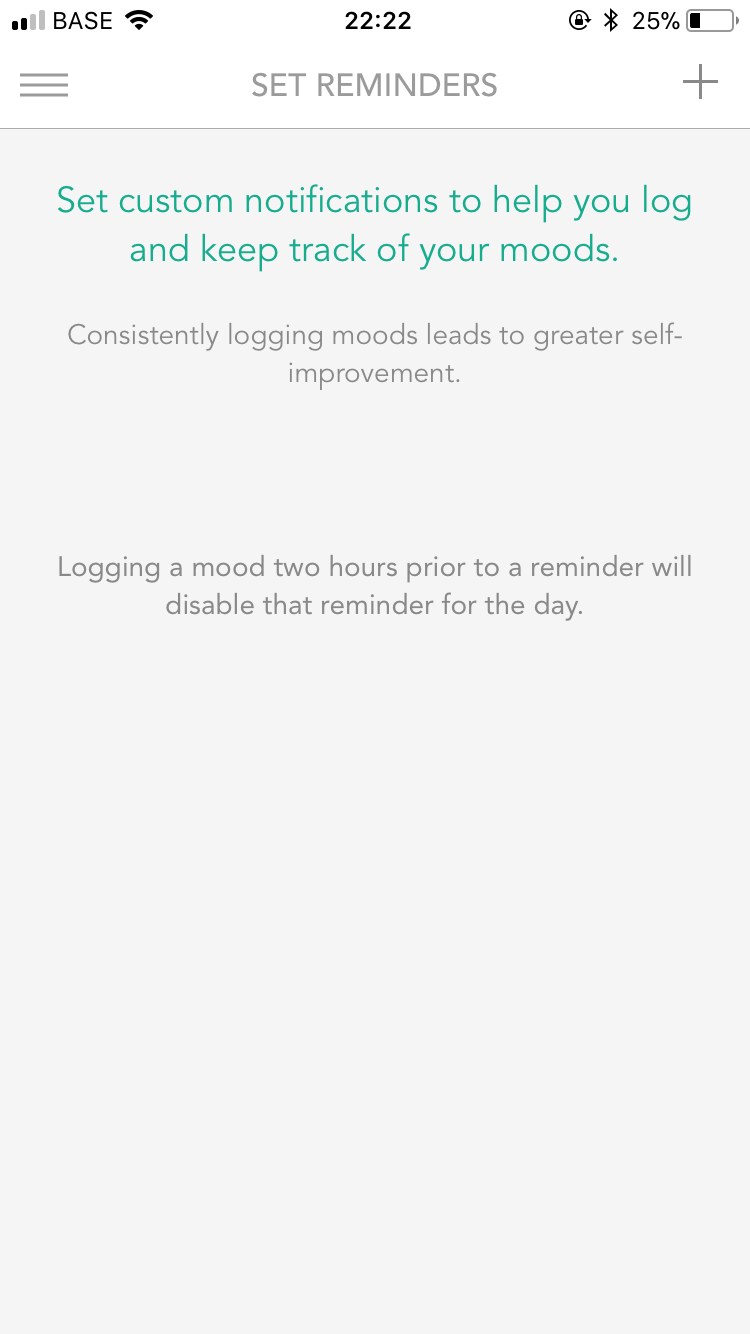 BASE 22:22 25%
SET REMINDERS
Set custom notifications to help you log
and keep track of your moods.
Consistently logging moods leads to greater self-
improvement.
Logging a mood two hours prior to a reminder will
disable that reminder for the day.